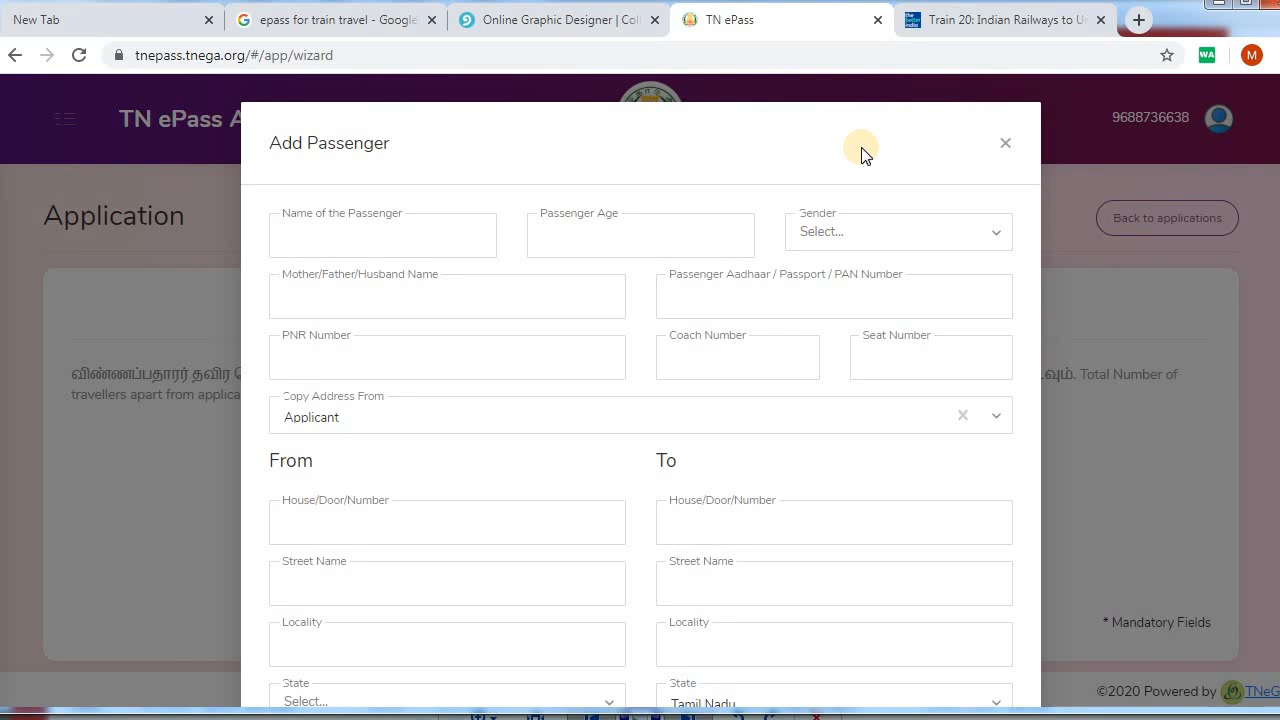 New Tab
epass for train travel - Google
Online Graphic Designer | Coll
TN ePass
Train 20: Indian Railways to U
tnepass.tnega.org/#/app/wizard
WA
M
TN ePass A
9688736638
Add Passenger
Application
Back to applications
Name of the Passenger
Passenger Age
Gender
Select...
Mother/Father/Husband Name
Passenger Aadhaar / Passport / PAN Number
PNR Number
Coach Number
Seat Number
விண்ணப்பதாரர் தவிர
Total Number of
travellers apart from applica
Copy Address From
Applicant
From
To
House/Door/Number
House/Door/Number
Street Name
Street Name
Locality
Locality
* Mandatory Fields
State
Select...
State
Tamil Nadu
©2020 Powered by
TNeG